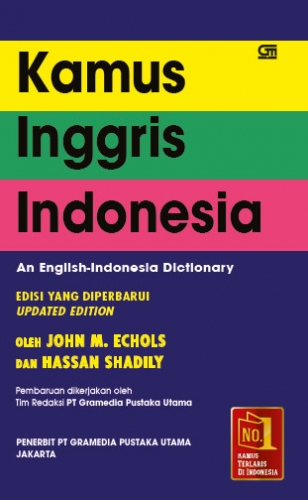 GM
Kamus
Inggris
Indonesia
An English-Indonesia Dictionary
EDISI YANG DIPERBARUI
UPDATED EDITION
OLEH JOHN M. ECHOLS
DAN HASSAN SHADILY
Pembaruan dikerjakan oleh
Tim Redaksi PT Gramedia Pustaka Utama
PENERBIT PT GRAMEDIA PUSTAKA UTAMA
JAKARTA
NO.1
KAMUS
TERLARIS
DI INDONESIA